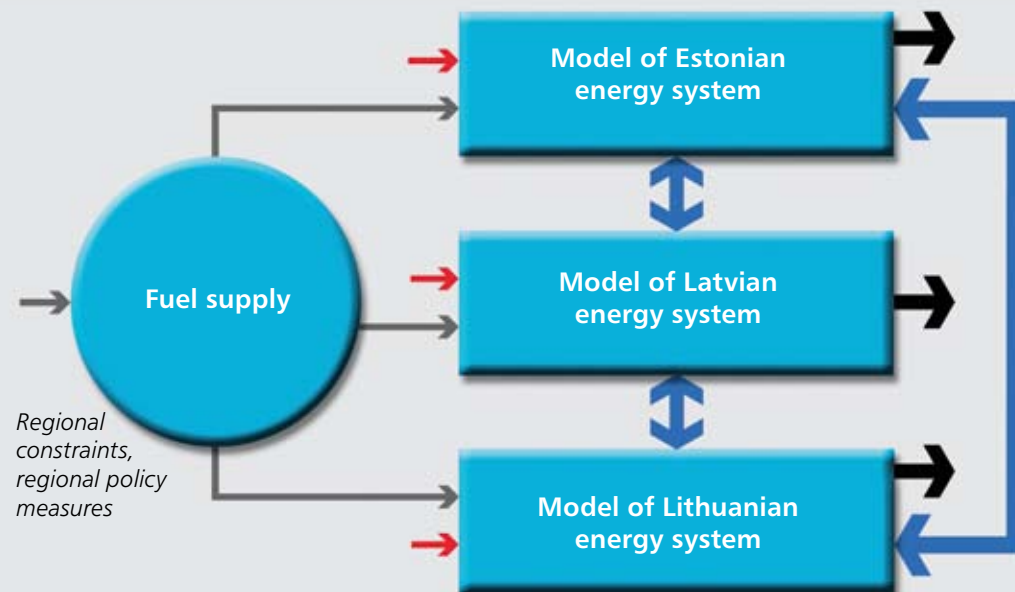 Model of Estonian
energy system
Fuel supply
Model of Latvian
energy system
Regional
constraints,
regional policy
measures
Model of Lithuanian
energy system